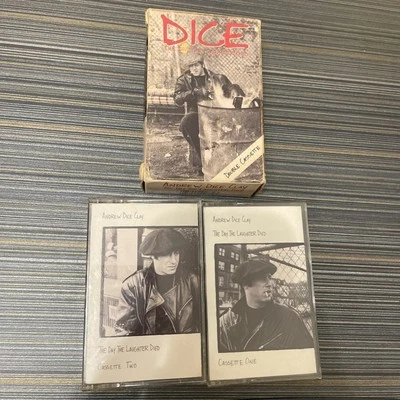 DICE
DOUBLE CASSETTE
ANDREW DICE CLAY
ANDREW DICE CLAY
THE DAY THE LAUGHTER DIED
CASSETTE TWO
ANDREW DICE CLAY
THE DAY THE LAUGHTER DIED
CASSETTE ONE